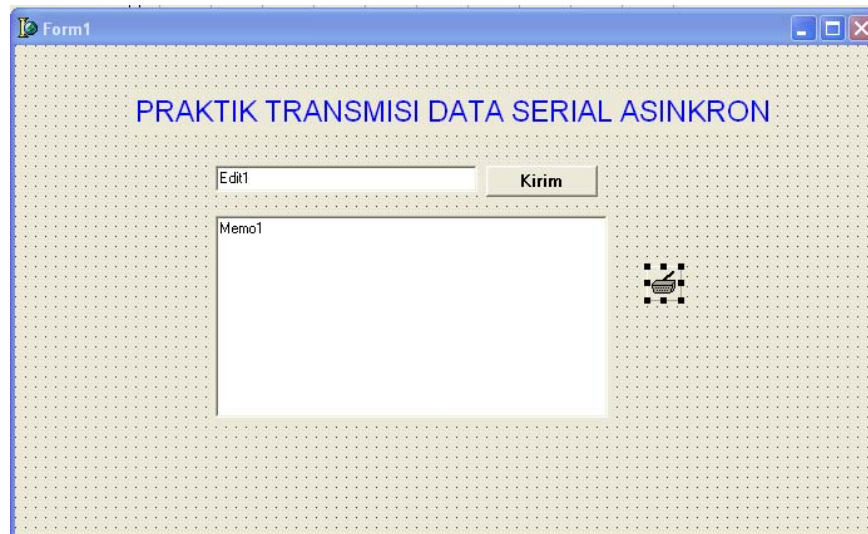 Form1
PRAKTIK TRANSMISI DATA SERIAL ASINKRON
Edit1
Kirim
Memo1